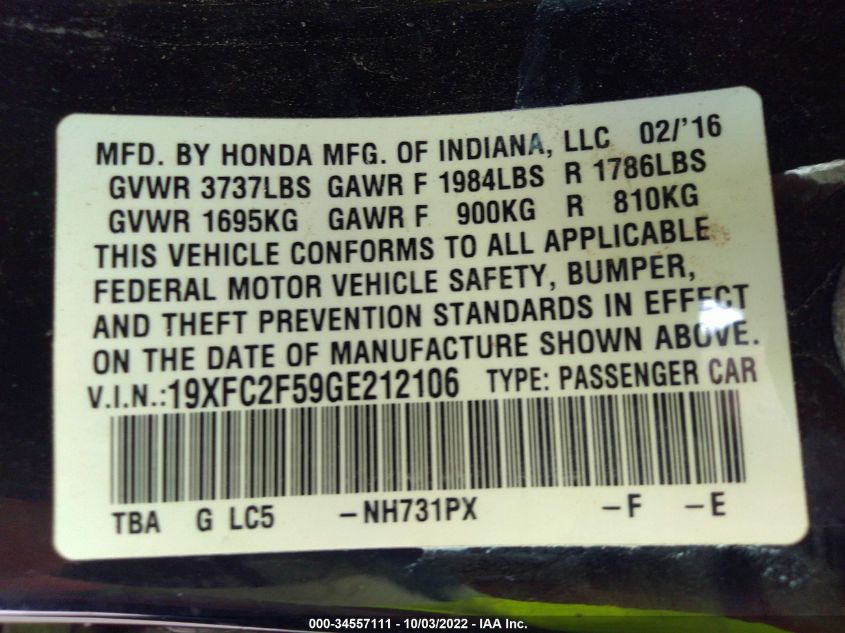 MFD. BY HONDA MFG. OF INDIANA, LLC 02/'16
GVWR 3737LBS GAWR F 1984LBS R 1786LBS
GVWR 1695KG GAWR F 900KG R 810KG
THIS VEHICLE CONFORMS TO ALL APPLICABLE
FEDERAL MOTOR VEHICLE SAFETY, BUMPER,
AND THEFT PREVENTION STANDARDS IN EFFECT
ON THE DATE OF MANUFACTURE SHOWN ABOVE.
V.I.N.:19XFC2F59GE212106 TYPE: PASSENGER CAR
TBA G LC5 -NH731PX -F -E
000-34557111 - 10/03/2022 - IAA Inc.